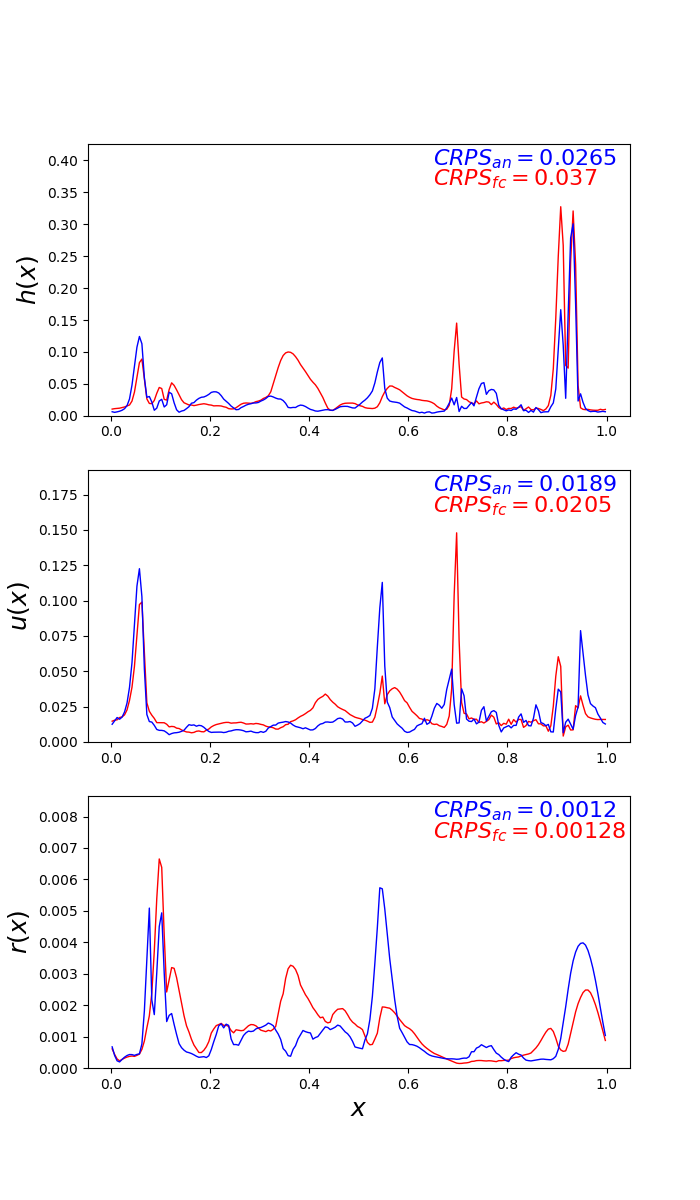 CRPS_an = 0.0265
CRPS_fc = 0.037
0.40
0.35
0.30
0.25
0.20
0.15
0.10
0.05
0.00
h(x)
0.0 0.2 0.4 0.6 0.8 1.0
CRPS_an = 0.0189
CRPS_fc = 0.0205
0.175
0.150
0.125
0.100
0.075
0.050
0.025
0.000
u(x)
0.0 0.2 0.4 0.6 0.8 1.0
CRPS_an = 0.0012
CRPS_fc = 0.00128
0.008
0.007
0.006
0.005
0.004
0.003
0.002
0.001
0.000
r(x)
0.0 0.2 0.4 0.6 0.8 1.0
x